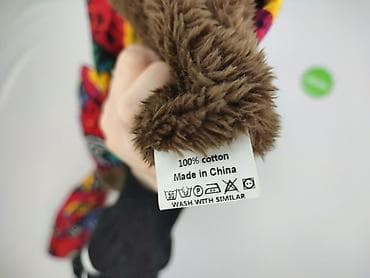 100% cotton
Made in China
WASH WITH SIMILAR